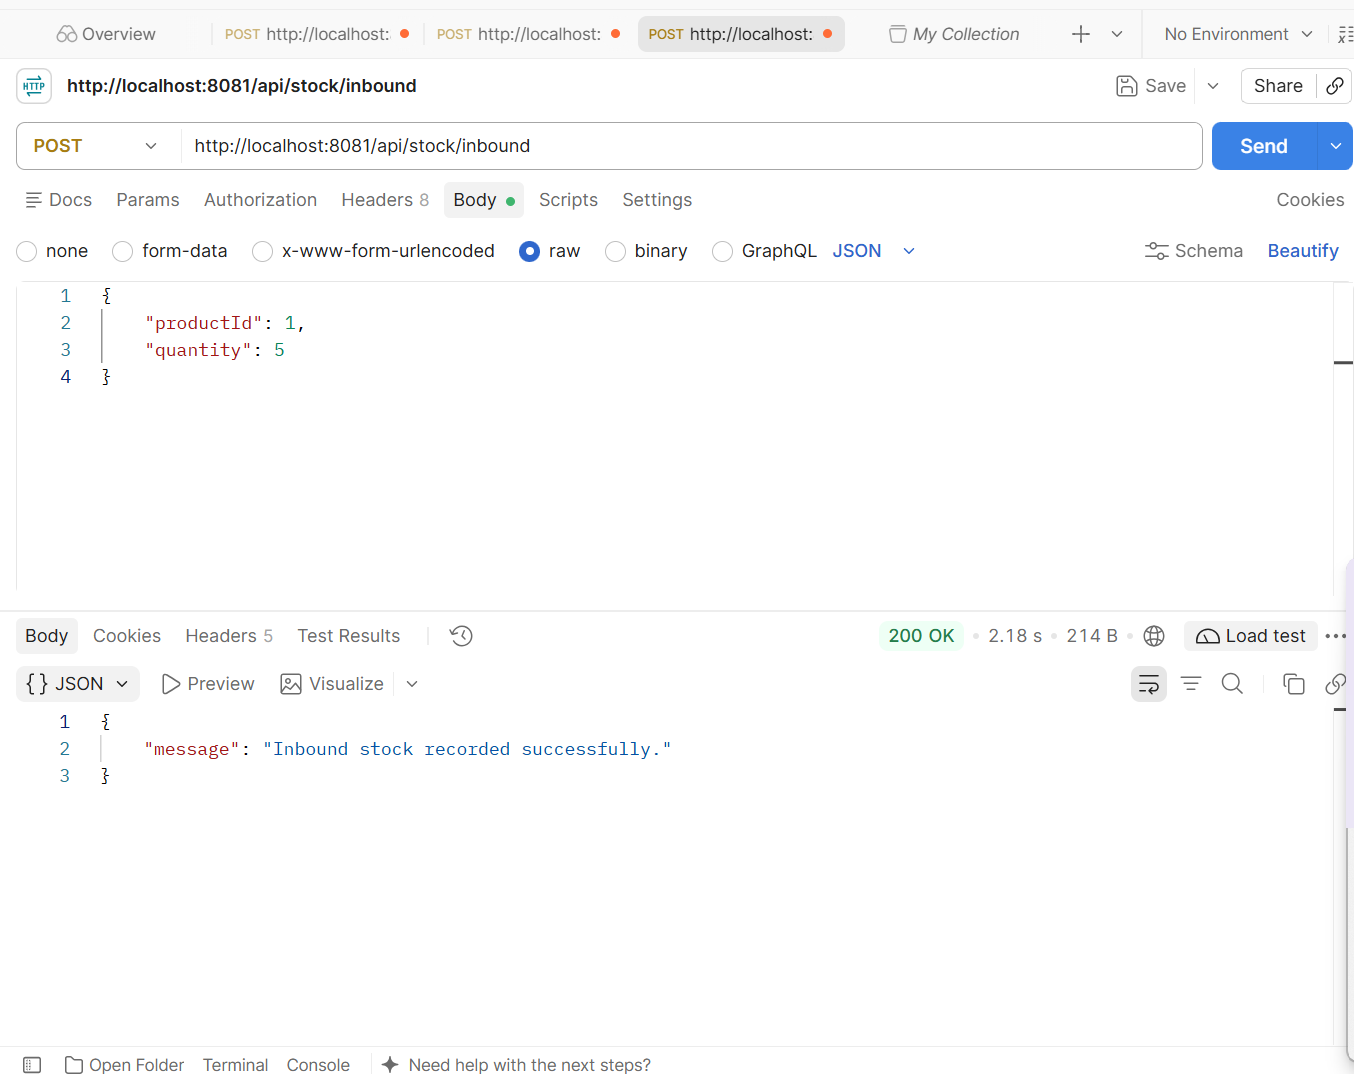 Overview POST http://localhost: POST http://localhost: POST http://localhost: My Collection No Environment
HTTP http://localhost:8081/api/stock/inbound Save Share
POST http://localhost:8081/api/stock/inbound Send
Docs Params Authorization Headers 8 Body Scripts Settings Cookies
none form-data x-www-form-urlencoded raw binary GraphQL JSON Schema Beautify
1 {
2 "productId": 1,
3 "quantity": 5
4 }
Body Cookies Headers 5 Test Results 200 OK • 2.18 s • 214 B • Load test
{} JSON Preview Visualize
1 {
2 "message": "Inbound stock recorded successfully."
3 }
Open Folder Terminal Console Need help with the next steps?